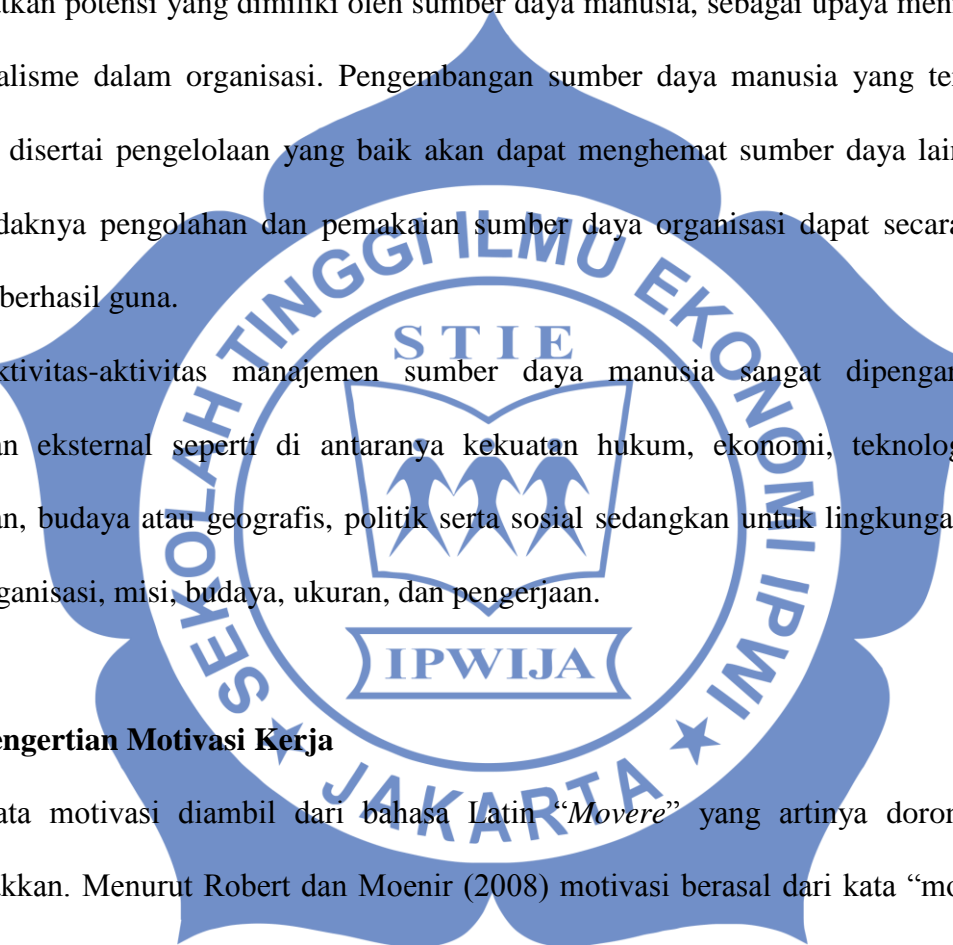 tkan potensi yang dimiliki oleh sumber daya manusia, sebagai upaya men
alisme dalam organisasi. Pengembangan sumber daya manusia yang te
disertai pengelolaan yang baik akan dapat menghemat sumber daya lain
daknya pengolahan dan pemakaian sumber daya organisasi dapat secara
berhasil guna.
ktivitas-aktivitas manajemen sumber daya manusia sangat dipengar
an eksternal seperti di antaranya kekuatan hukum, ekonomi, teknolog
an, budaya atau geografis, politik serta sosial sedangkan untuk lingkunga
ganisasi, misi, budaya, ukuran, dan pengerjaan.
engertian Motivasi Kerja
ata motivasi diambil dari bahasa Latin “Movere” yang artinya doron
akkan. Menurut Robert dan Moenir (2008) motivasi berasal dari kata “mo
SEKOLAH TINGGI ILMU EKONOMI IPWI
JAKARTA
STIE
IPWIJA